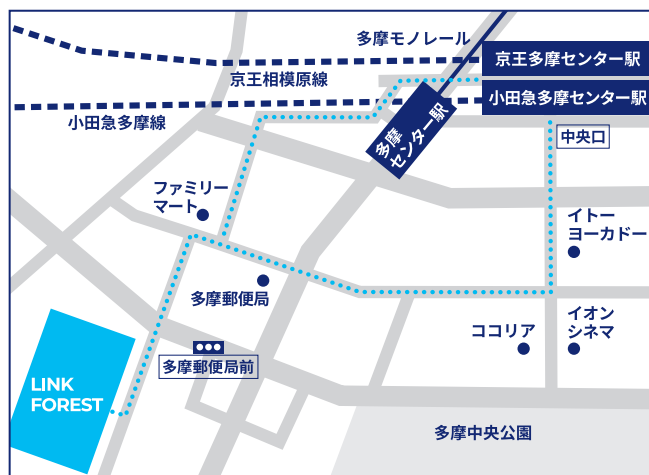 多摩モノレール
京王多摩センター駅
京王相模原線
小田急多摩センター駅
小田急多摩線
多摩
センター駅
中央口
ファミリー
マート
イトー
ヨーカドー
多摩郵便局
ココリア
イオン
シネマ
多摩郵便局前
LINK
FOREST
多摩中央公園